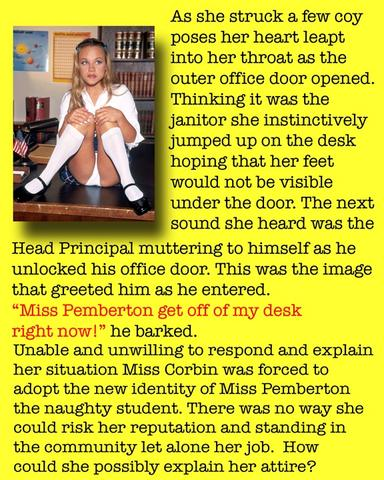 As she struck a few coy
poses her heart leapt
into her throat as the
outer office door opened.
Thinking it was the
janitor she instinctively
jumped up on the desk
hoping that her feet
would not be visible
under the door. The next
sound she heard was the
Head Principal muttering to himself as he
unlocked his office door. This was the image
that greeted him as he entered.
“Miss Pemberton get off of my desk
right now!” he barked.
Unable and unwilling to respond and explain
her situation Miss Corbin was forced to
adopt the new identity of Miss Pemberton
the naughty student. There was no way she
could risk her reputation and standing in
the community let alone her job.  How
could she possibly explain her attire?